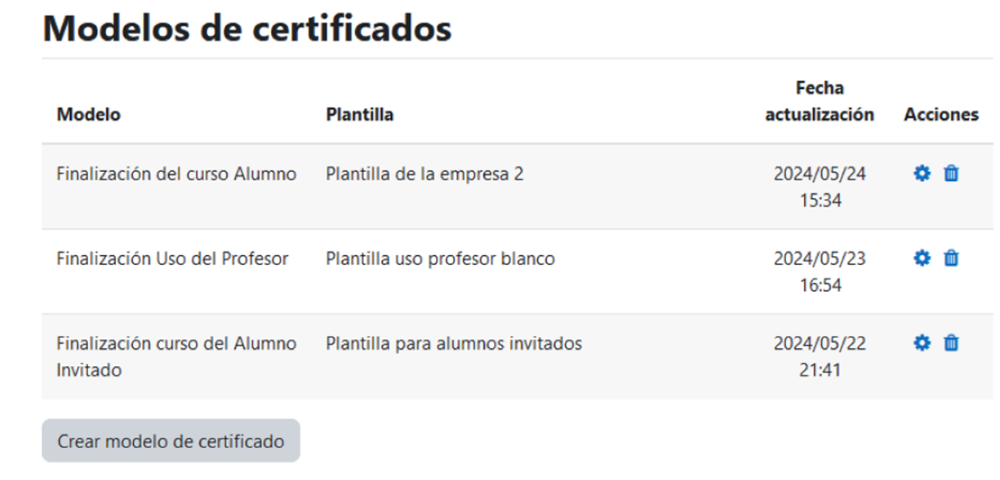 Modelos de certificados
Fecha
Modelo Plantilla actualización Acciones
Finalización del curso Alumno Plantilla de la empresa 2 2024/05/24
15:34
Finalización Uso del Profesor Plantilla uso profesor blanco 2024/05/23
16:54
Finalización curso del Alumno Plantilla para alumnos invitados 2024/05/22
Invitado 21:41
Crear modelo de certificado